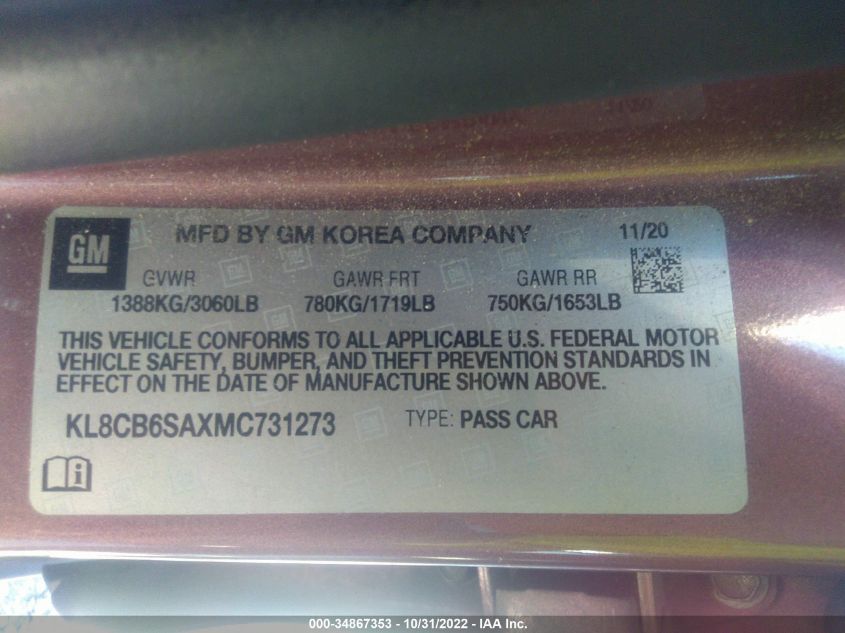 GM
MFD BY GM KOREA COMPANY 11/20
GVWR GAWR FRT GAWR RR
1388KG/3060LB 780KG/1719LB 750KG/1653LB
THIS VEHICLE CONFORMS TO ALL APPLICABLE U.S. FEDERAL MOTOR
VEHICLE SAFETY, BUMPER, AND THEFT PREVENTION STANDARDS IN
EFFECT ON THE DATE OF MANUFACTURE SHOWN ABOVE.
KL8CB6SAXMC731273 TYPE: PASS CAR
000-34867353 - 10/31/2022 - IAA Inc.